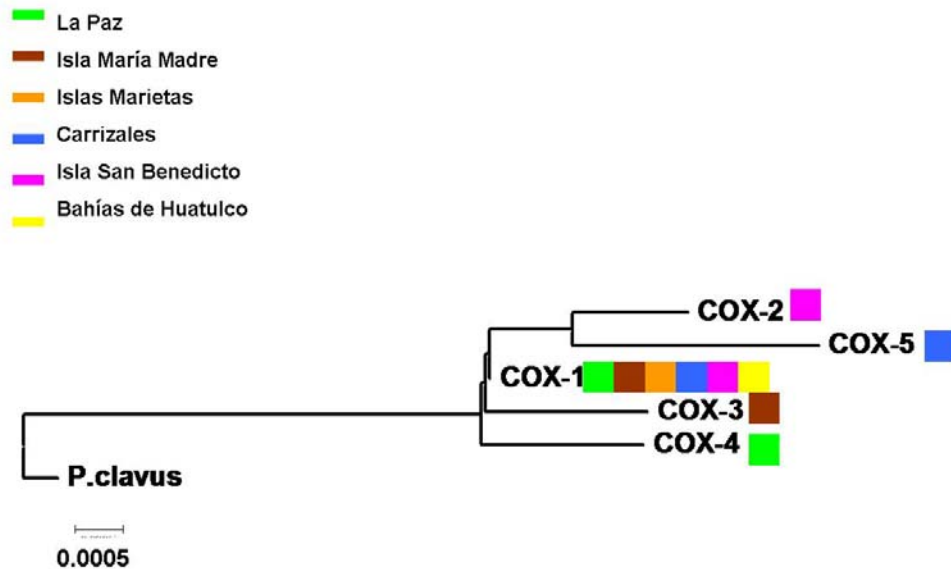 La Paz
Isla María Madre
Islas Marietas
Carrizales
Isla San Benedicto
Bahías de Huatulco
COX-2
COX-5
COX-1
COX-3
COX-4
P.clavus
0.0005